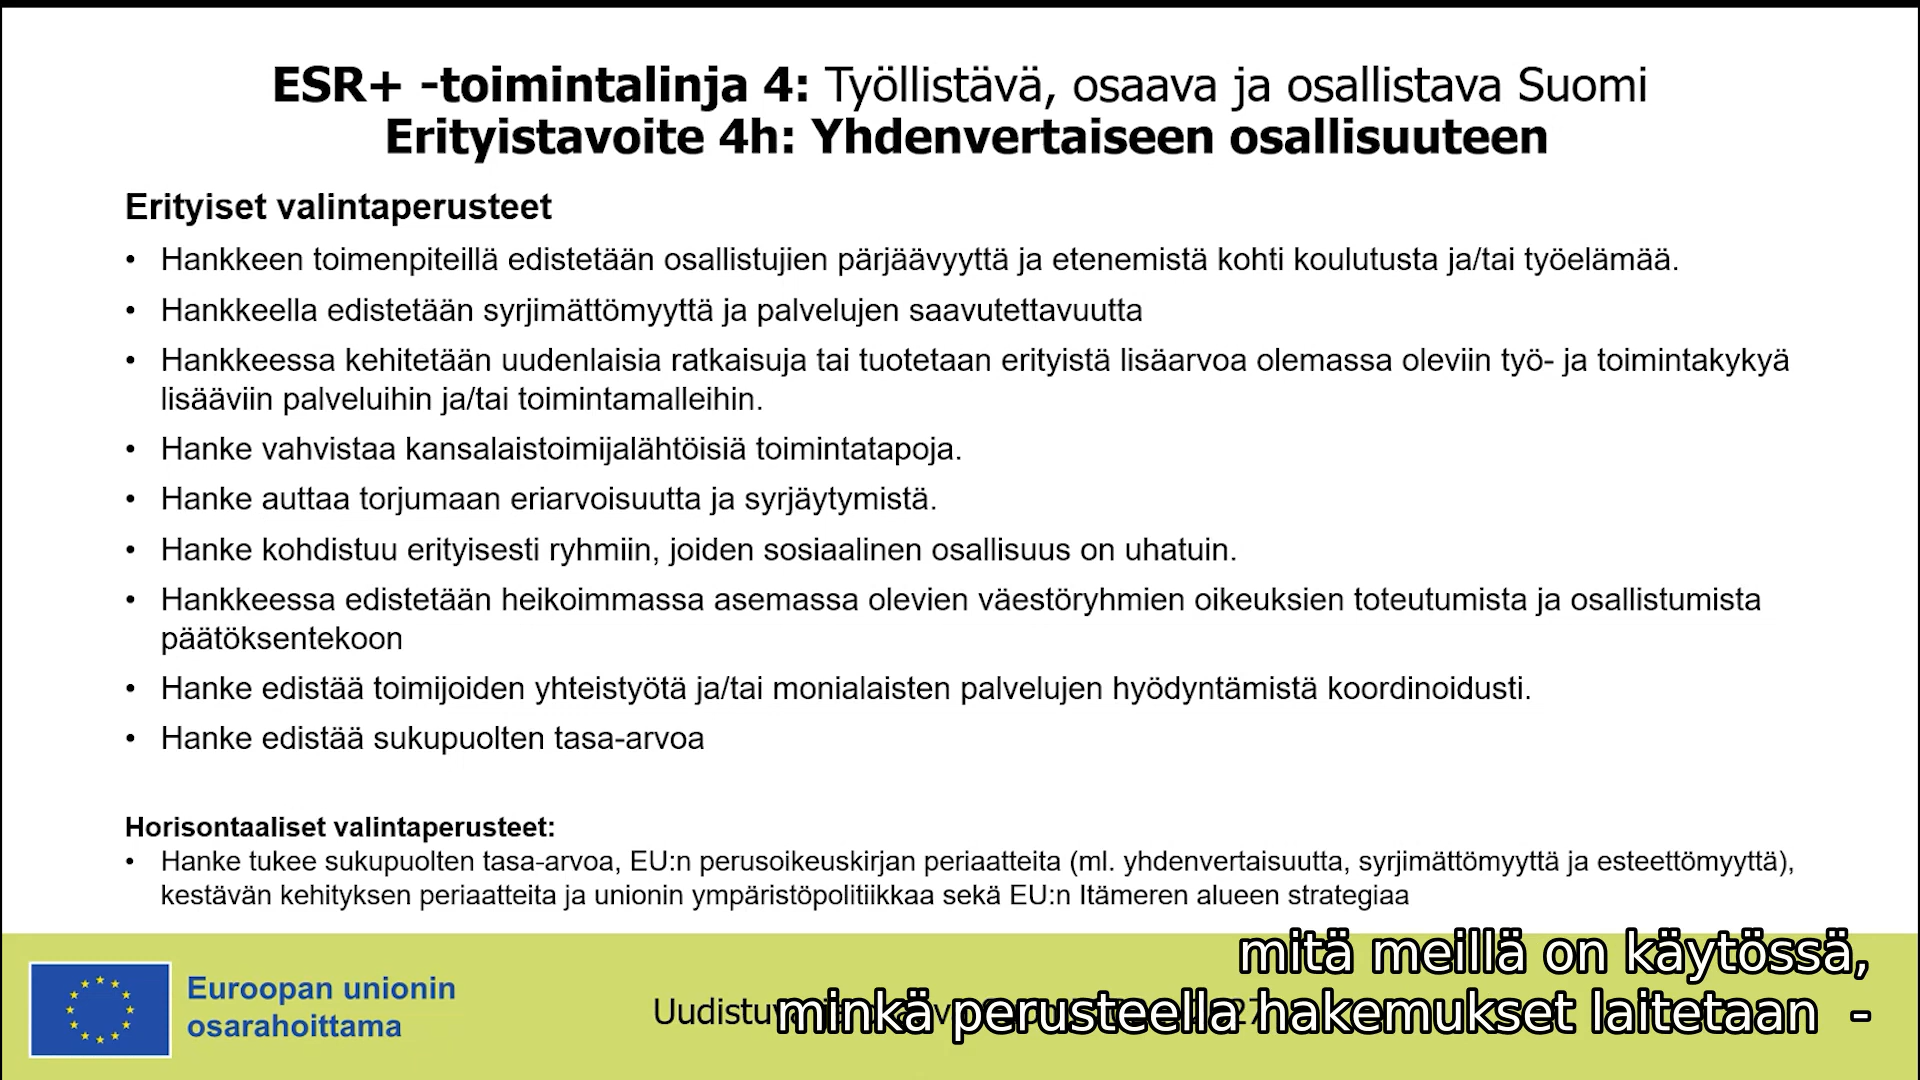 ESR+ -toimintalinja 4: Työllistävä, osaava ja osallistava Suomi
Erityistavoite 4h: Yhdenvertaiseen osallisuuteen
Erityiset valintaperusteet
• Hankkeen toimenpiteillä edistetään osallistujien pärjäävyyttä ja etenemistä kohti koulutusta ja/tai työelämää.
• Hankkeella edistetään syrjimättömyyttä ja palvelujen saavutettavuutta
• Hankkeessa kehitetään uudenlaisia ratkaisuja tai tuotetaan erityistä lisäarvoa olemassa oleviin työ- ja toimintakykyä
lisääviin palveluihin ja/tai toimintamalleihin.
• Hanke vahvistaa kansalaistoimijalähtöisiä toimintatapoja.
• Hanke auttaa torjumaan eriarvoisuutta ja syrjäytymistä.
• Hanke kohdistuu erityisesti ryhmiin, joiden sosiaalinen osallisuus on uhatuin.
• Hankkeessa edistetään heikoimmassa asemassa olevien väestöryhmien oikeuksien toteutumista ja osallistumista
päätöksentekoon
• Hanke edistää toimijoiden yhteistyötä ja/tai monialaisten palvelujen hyödyntämistä koordinoidusti.
• Hanke edistää sukupuolten tasa-arvoa
Horisontaaliset valintaperusteet:
• Hanke tukee sukupuolten tasa-arvoa, EU:n perusoikeuskirjan periaatteita (ml. yhdenvertaisuutta, syrjimättömyyttä ja esteettömyyttä),
kestävän kehityksen periaatteita ja unionin ympäristöpolitiikkaa sekä EU:n Itämeren alueen strategiaa
Euroopan unionin
osarahoittama
mitä meillä on käytössä,
minkä perusteella hakemukset laitetaan -